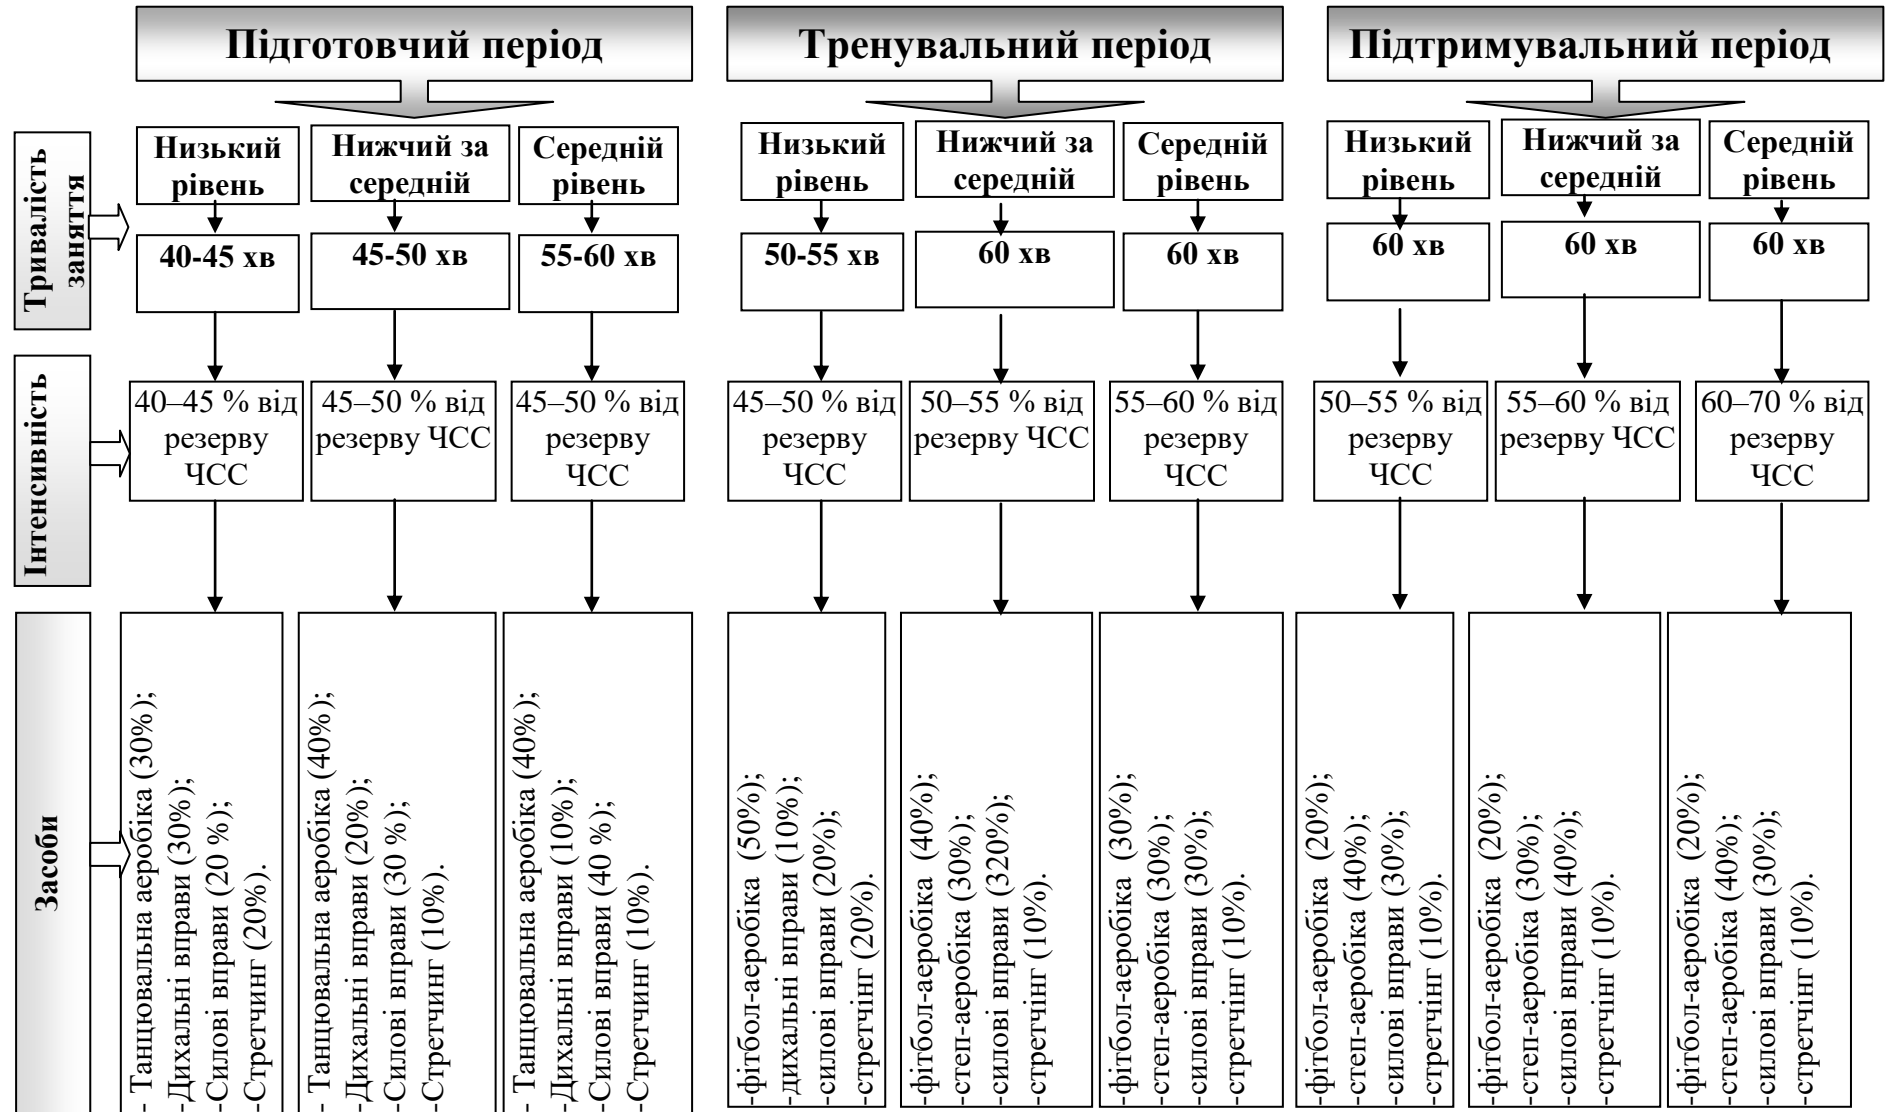 Підготовчий період
Тренувальний період
Підтримувальний період
Тривалість
заняття
Низький
рівень
Нижчий за
середній
Середній
рівень
Низький
рівень
Нижчий за
середній
Середній
рівень
Низький
рівень
Нижчий за
середній
Середній
рівень
40-45 хв
45-50 хв
55-60 хв
50-55 хв
60 хв
60 хв
60 хв
60 хв
60 хв
Інтенсивність
40–45 % від
резерву
ЧСС
45–50 % від
резерву ЧСС
45–50 % від
резерву
ЧСС
45–50 % від
резерву
ЧСС
50–55 % від
резерву ЧСС
55–60 % від
резерву
ЧСС
50–55 % від
резерву
ЧСС
55–60 % від
резерву ЧСС
60–70 % від
резерву
ЧСС
Засоби
- Танцювальна аеробіка (30%);
-Дихальні вправи (30%);
-Силові вправи (20 %);
-Стретчинг (20%).
- Танцювальна аеробіка (40%);
-Дихальні вправи (20%);
-Силові вправи (30 %);
-Стретчинг (10%).
- Танцювальна аеробіка (40%);
-Дихальні вправи (10%);
-Силові вправи (40 %);
-Стретчинг (10%).
-фітбол-аеробіка (50%);
-дихальні вправи (10%);
-силові вправи (20%);
-стретчінг (20%).
-фітбол-аеробіка (40%);
-степ-аеробіка (30%);
-силові вправи (320%);
-стретчінг (10%).
-фітбол-аеробіка (30%);
-степ-аеробіка (30%);
-силові вправи (30%);
-стретчінг (10%).
-фітбол-аеробіка (20%);
-степ-аеробіка (40%);
-силові вправи (30%);
-стретчінг (10%).
-фітбол-аеробіка (20%);
-степ-аеробіка (30%);
-силові вправи (40%);
-стретчінг (10%).
-фітбол-аеробіка (20%);
-степ-аеробіка (40%);
-силові вправи (30%);
-стретчінг (10%).